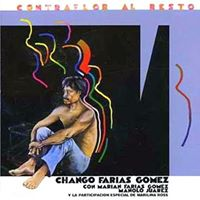 CONTRAFLOR AL RESTO
CHANGO FARIAS GOMEZ
CON MARIAN FARIAS GOMEZ
MANOLO JUAREZ
Y LA PARTICIPACION ESPECIAL DE MARILINA ROSS